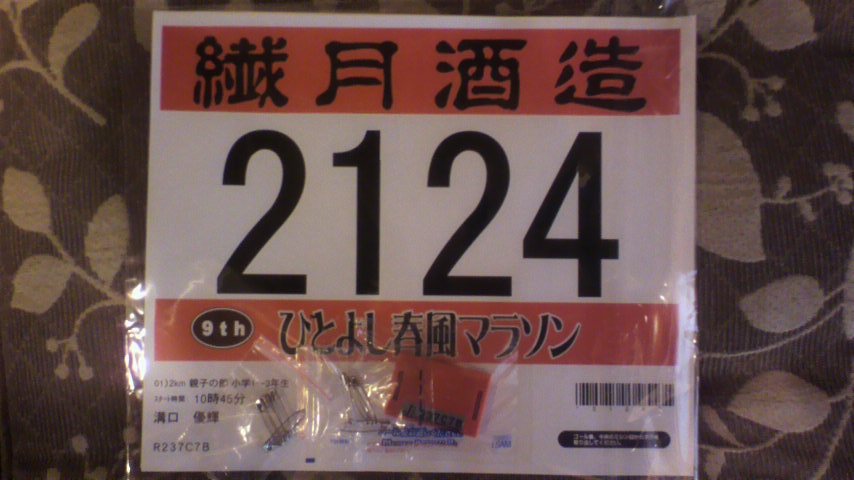 繊月酒造
2124
9th ひとよし春風マラソン
01)2km 親子の部 小学1-3年生
スタート時間 10時45分
溝口 優輝
R237C7B
R237C7B